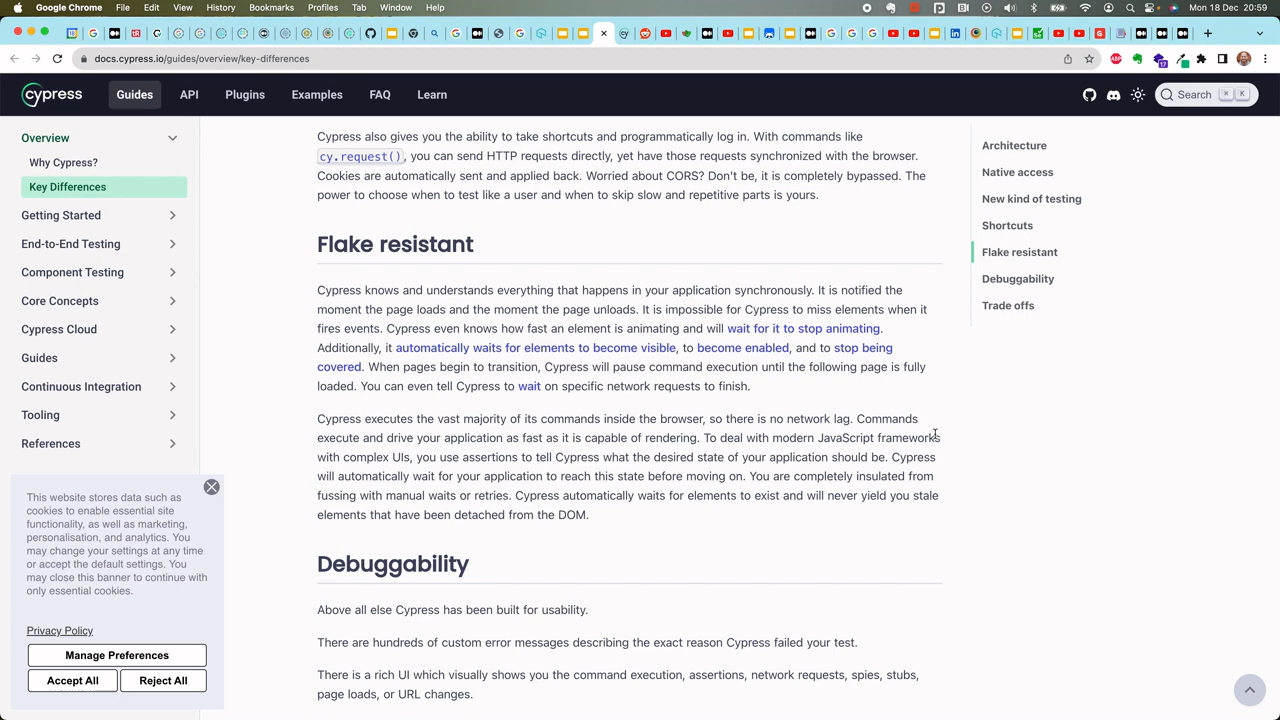 Google Chrome File Edit View History Bookmarks Profiles Tab Window Help Mon 18 Dec 20:59
docs.cypress.io/guides/overview/key-differences
cypress Guides API Plugins Examples FAQ Learn Search ⌘ K
Overview
Why Cypress?
Key Differences
Getting Started
End-to-End Testing
Component Testing
Core Concepts
Cypress Cloud
Guides
Continuous Integration
Tooling
References
Cypress also gives you the ability to take shortcuts and programmatically log in. With commands like
cy.request(), you can send HTTP requests directly, yet have those requests synchronized with the browser.
Cookies are automatically sent and applied back. Worried about CORS? Don't be, it is completely bypassed. The
power to choose when to test like a user and when to skip slow and repetitive parts is yours.
Flake resistant
Cypress knows and understands everything that happens in your application synchronously. It is notified the
moment the page loads and the moment the page unloads. It is impossible for Cypress to miss elements when it
fires events. Cypress even knows how fast an element is animating and will wait for it to stop animating.
Additionally, it automatically waits for elements to become visible, to become enabled, and to stop being
covered. When pages begin to transition, Cypress will pause command execution until the following page is fully
loaded. You can even tell Cypress to wait on specific network requests to finish.
Cypress executes the vast majority of its commands inside the browser, so there is no network lag. Commands
execute and drive your application as fast as it is capable of rendering. To deal with modern JavaScript frameworks
with complex UIs, you use assertions to tell Cypress what the desired state of your application should be. Cypress
will automatically wait for your application to reach this state before moving on. You are completely insulated from
fussing with manual waits or retries. Cypress automatically waits for elements to exist and will never yield you stale
elements that have been detached from the DOM.
Debuggability
Above all else Cypress has been built for usability.
There are hundreds of custom error messages describing the exact reason Cypress failed your test.
There is a rich UI which visually shows you the command execution, assertions, network requests, spies, stubs,
page loads, or URL changes.
Architecture
Native access
New kind of testing
Shortcuts
Flake resistant
Debuggability
Trade offs
This website stores data such as
cookies to enable essential site
functionality, as well as marketing,
personalisation, and analytics. You
may change your settings at any time
or accept the default settings. You
may close this banner to continue with
only essential cookies.
Privacy Policy
Manage Preferences
Accept All Reject All